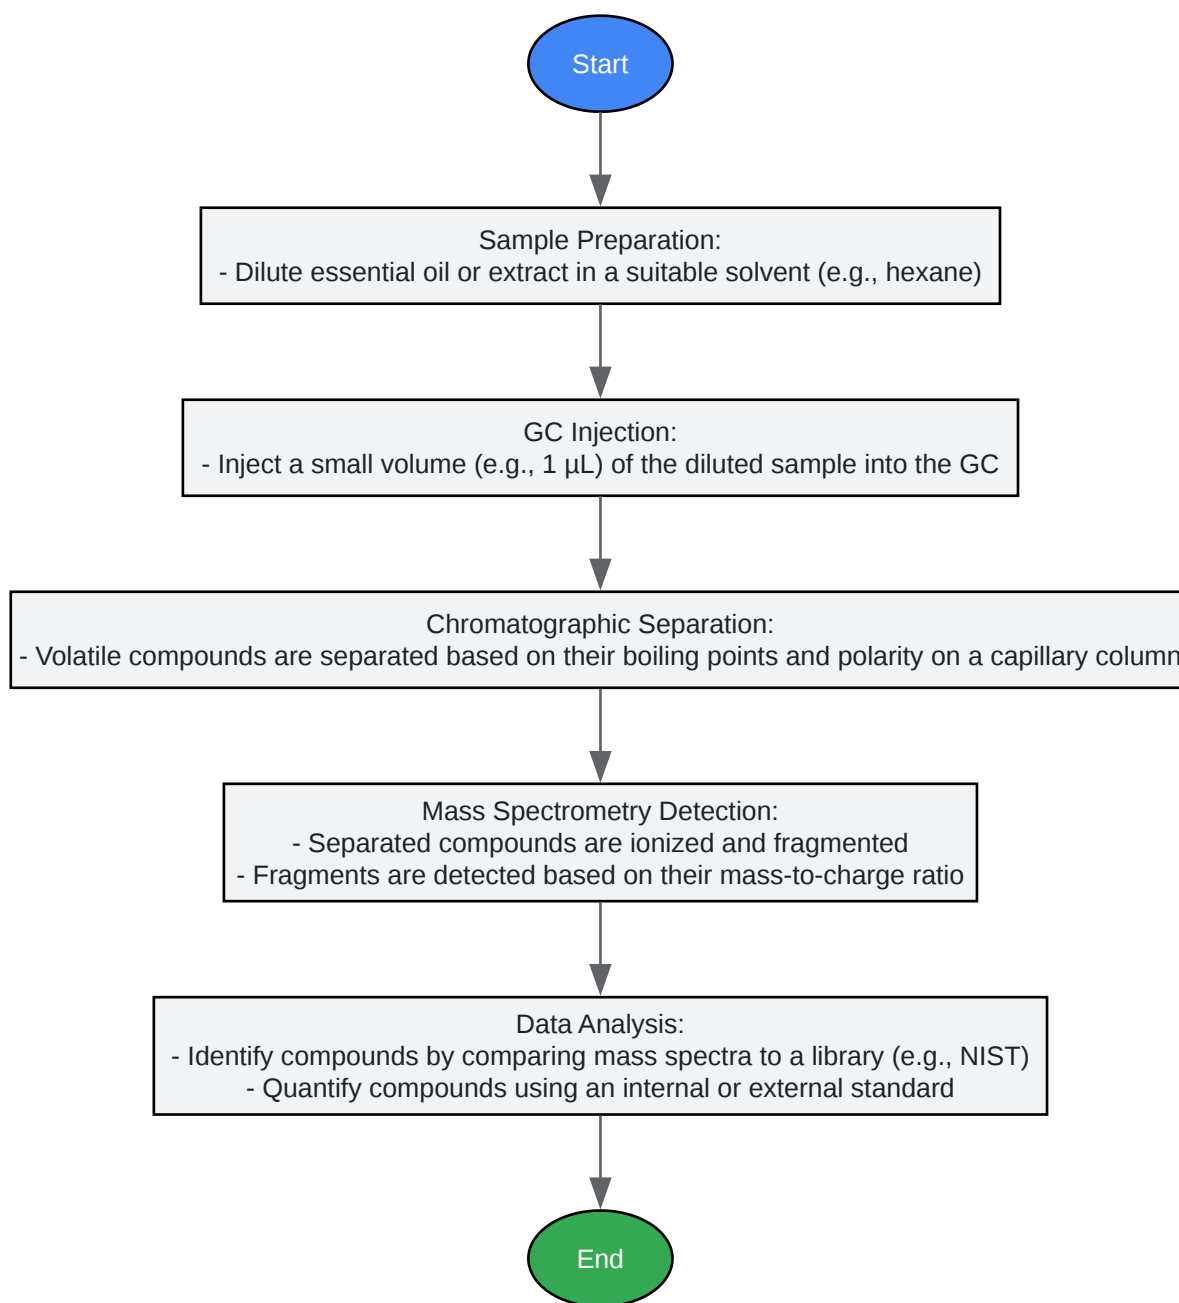 Start
Sample Preparation:
- Dilute essential oil or extract in a suitable solvent (e.g., hexane)
GC Injection:
- Inject a small volume (e.g., 1 µL) of the diluted sample into the GC
Chromatographic Separation:
- Volatile compounds are separated based on their boiling points and polarity on a capillary column
Mass Spectrometry Detection:
- Separated compounds are ionized and fragmented
- Fragments are detected based on their mass-to-charge ratio
Data Analysis:
- Identify compounds by comparing mass spectra to a library (e.g., NIST)
- Quantify compounds using an internal or external standard
End